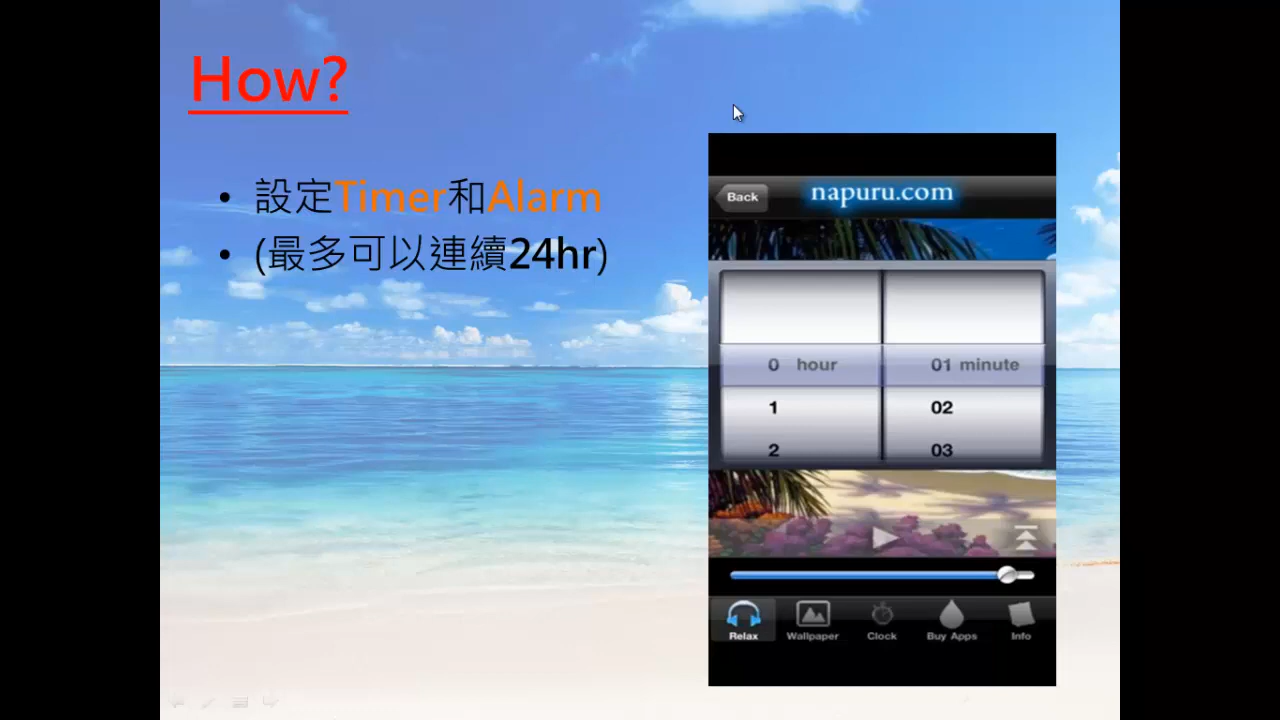 How?
• 設定Timer和Alarm
• (最多可以連續24hr)
Back
napuru.com
0 hour 01 minute
1 02
2 03
Relax Wallpaper Clock Buy Apps Info